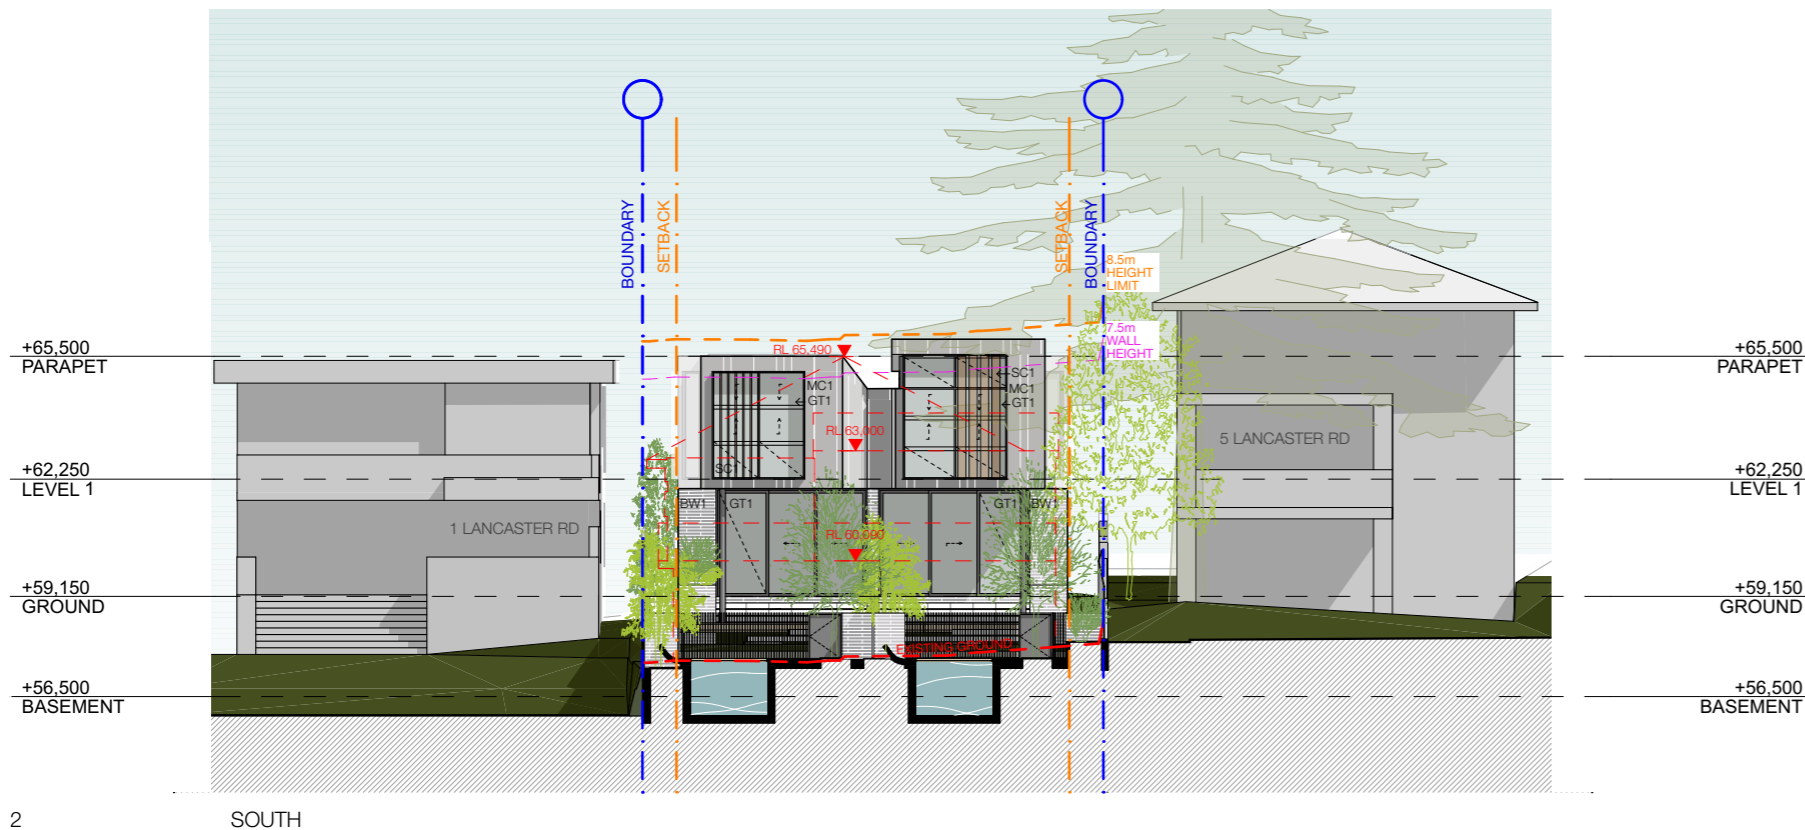 BOUNDARY
SETBACK
SETBACK
BOUNDARY
8.5m
HEIGHT
LIMIT
7.5m
WALL
HEIGHT
+65,500
PARAPET
RL 65,490
+65,500
PARAPET
MC1
GT1
SC1
MC1
GT1
RL 63,000
5 LANCASTER RD
+62,250
LEVEL 1
SC1
+62,250
LEVEL 1
1 LANCASTER RD
BW1
GT1
GT1
BW1
RL 60,090
+59,150
GROUND
+59,150
GROUND
EXISTING GROUND
+56,500
BASEMENT
+56,500
BASEMENT
2
SOUTH